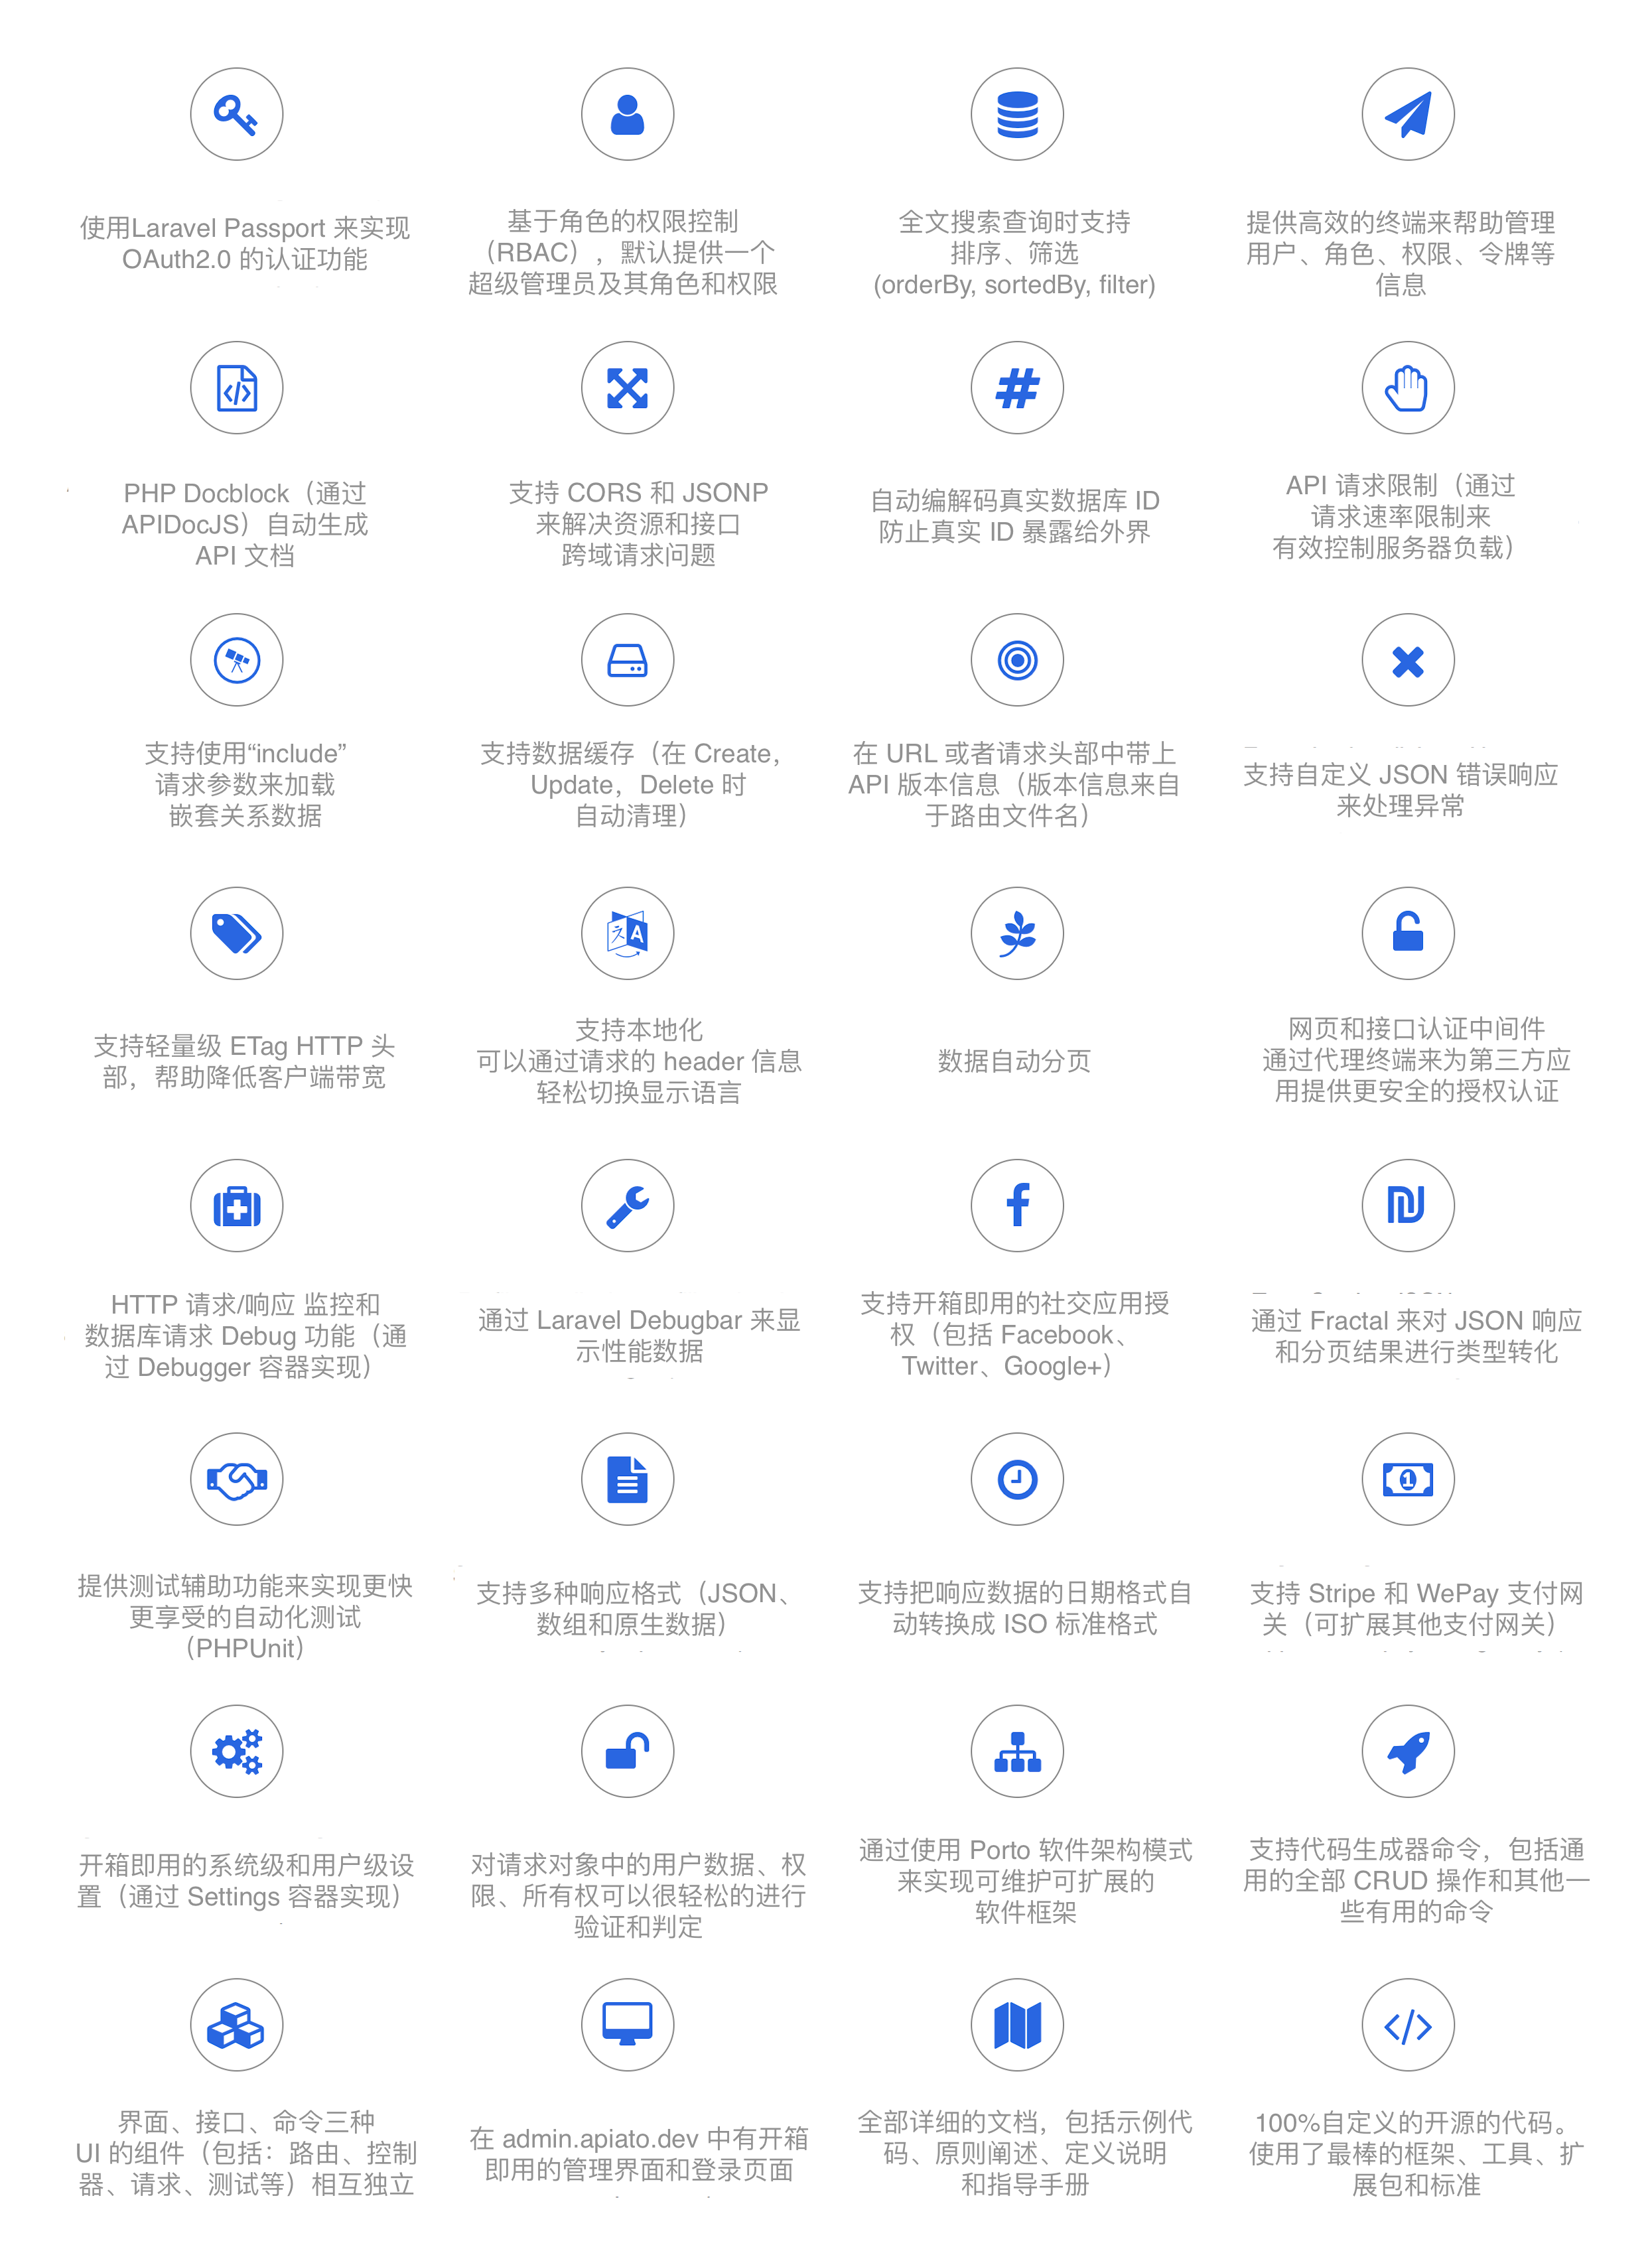 使用Laravel Passport 来实现
OAuth2.0 的认证功能
基于角色的权限控制
（RBAC），默认提供一个
超级管理员及其角色和权限
全文搜索查询时支持
排序、筛选
(orderBy, sortedBy, filter)
提供高效的终端来帮助管理
用户、角色、权限、令牌等
信息
PHP Docblock（通过
APIDocJS）自动生成
API 文档
支持 CORS 和 JSONP
来解决资源和接口
跨域请求问题
自动编解码真实数据库 ID
防止真实 ID 暴露给外界
API 请求限制（通过
请求速率限制来
有效控制服务器负载）
支持使用“include”
请求参数来加载
嵌套关系数据
支持数据缓存（在 Create，
Update，Delete 时
自动清理）
在 URL 或者请求头部中带上
API 版本信息（版本信息来自
于路由文件名）
支持自定义 JSON 错误响应
来处理异常
支持轻量级 ETag HTTP 头
部，帮助降低客户端带宽
支持本地化
可以通过请求的 header 信息
轻松切换显示语言
数据自动分页
网页和接口认证中间件
通过代理终端来为第三方应
用提供更安全的授权认证
HTTP 请求/响应 监控和
数据库请求 Debug 功能（通
过 Debugger 容器实现）
通过 Laravel Debugbar 来显
示性能数据
支持开箱即用的社交应用授
权（包括 Facebook、
Twitter、Google+）
通过 Fractal 来对 JSON 响应
和分页结果进行类型转化
提供测试辅助功能来实现更快
更享受的自动化测试
（PHPUnit）
支持多种响应格式（JSON、
数组和原生数据）
支持把响应数据的日期格式自
动转换成 ISO 标准格式
支持 Stripe 和 WePay 支付网
关（可扩展其他支付网关）
开箱即用的系统级和用户级设
置（通过 Settings 容器实现）
对请求对象中的用户数据、权
限、所有权可以很轻松的进行
验证和判定
通过使用 Porto 软件架构模式
来实现可维护可扩展的
软件框架
支持代码生成器命令，包括通
用的全部 CRUD 操作和其他一
些有用的命令
界面、接口、命令三种
UI 的组件（包括：路由、控制
器、请求、测试等）相互独立
在 admin.apiato.dev 中有开箱
即用的管理界面和登录页面
全部详细的文档，包括示例代
码、原则阐述、定义说明
和指导手册
100%自定义的开源的代码。
使用了最棒的框架、工具、扩
展包和标准